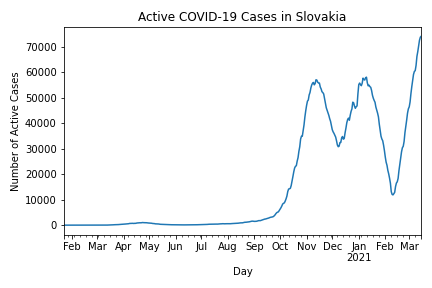 Active COVID-19 Cases in Slovakia
Number of Active Cases
70000
60000
50000
40000
30000
20000
10000
0
Feb Mar Apr May Jun Jul Aug Sep Oct Nov Dec Jan Feb Mar
2021
Day